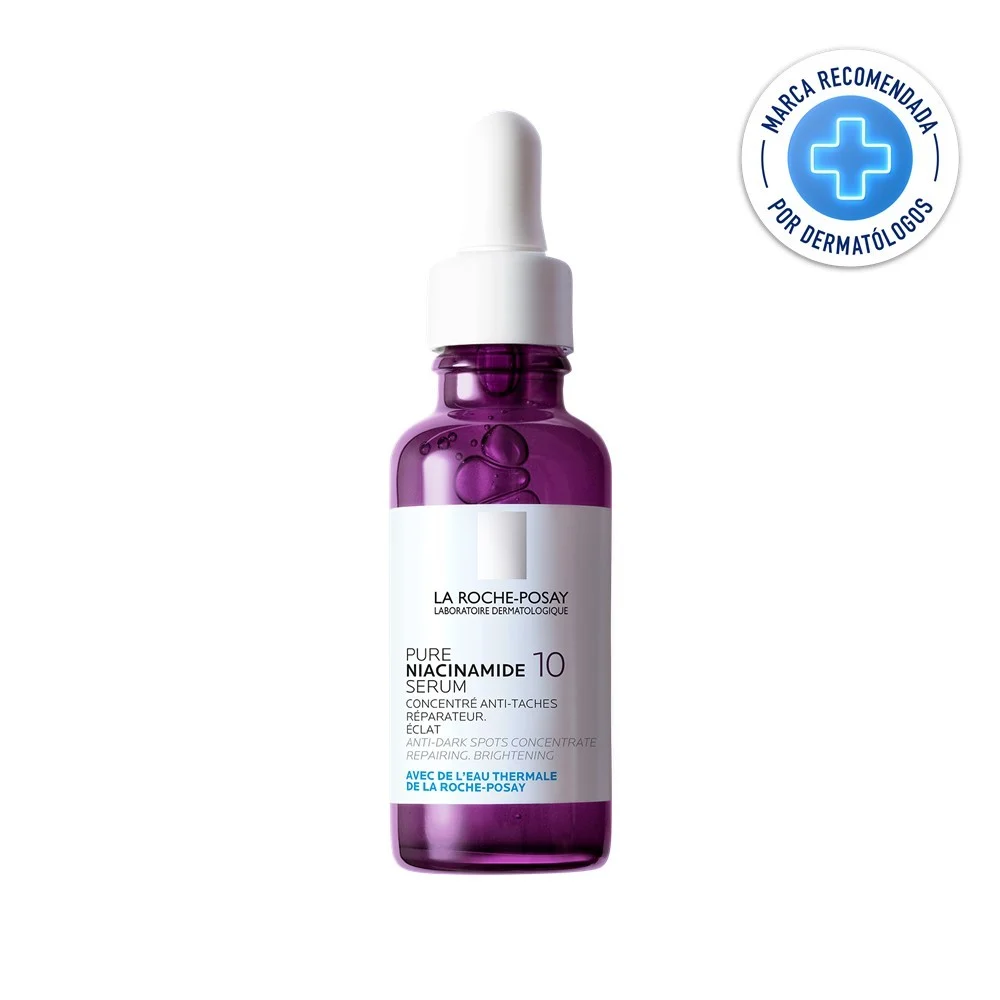 MARCA RECOMENDADA
POR DERMATÓLOGOS
LA ROCHE-POSAY
LABORATOIRE DERMATOLOGIQUE
PURE
NIACINAMIDE 10
SERUM
CONCENTRÉ ANTI-TACHES
RÉPARATEUR.
ÉCLAT
ANTI-DARK SPOTS CONCENTRATE
REPAIRING. BRIGHTENING
AVEC DE L'EAU THERMALE
DE LA ROCHE-POSAY